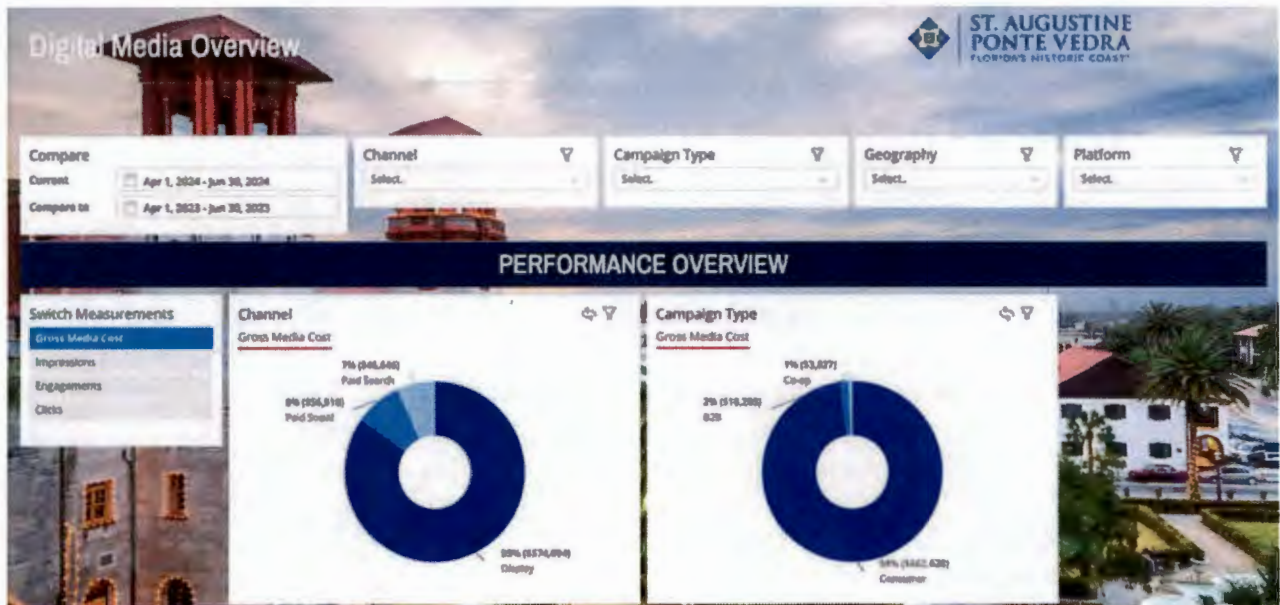 Digital Media Overview
ST. AUGUSTINE
PONTE VEDRA
FLORIDA'S HISTORIC COAST
Compare
Current
Apr 1, 2024 - Jun 30, 2024
Compare to
Apr 1, 2023 - Jun 30, 2023
Channel
Select..
Campaign Type
Select..
Geography
Select..
Platform
Select..
PERFORMANCE OVERVIEW
Switch Measurements
Gross Media Cost
Impressions
Engagements
Clicks
Channel
Gross Media Cost
7%
Paid Search
Paid Social
Display
Campaign Type
Gross Media Cost
1%
Co-op
B2B
Consumer